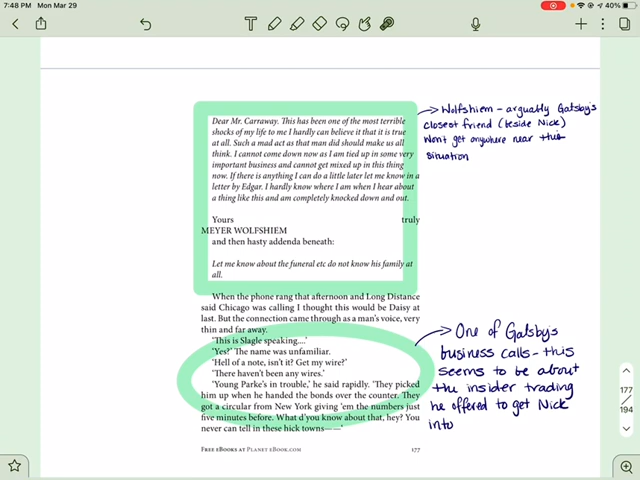 7:48 PM Mon Mar 29
40%
Dear Mr. Carraway. This has been one of the most terrible
shocks of my life to me I hardly can believe it that it is true
at all. Such a mad act as that man did should make us all
think. I cannot come down now as I am tied up in some very
important business and cannot get mixed up in this thing
now. If there is anything I can do a little later let me know in a
letter by Edgar. I hardly know where I am when I hear about
a thing like this and am completely knocked down and out.
Yours truly
MEYER WOLFSHIEM
and then hasty addenda beneath:
Let me know about the funeral etc do not know his family at
all.
When the phone rang that afternoon and Long Distance
said Chicago was calling I thought this would be Daisy at
last. But the connection came through as a man's voice, very
thin and far away.
'This is Slagle speaking....'
'Yes?' The name was unfamiliar.
'Hell of a note, isn't it? Get my wire?'
'There haven't been any wires.'
'Young Parke's in trouble,' he said rapidly. 'They picked
him up when he handed the bonds over the counter. They
got a circular from New York giving 'em the numbers just
five minutes before. What d'you know about that, hey? You
never can tell in these hick towns——'
Free eBooks at Planet eBook.com 177
Wolfshiem - arguably Gatsby's
closest friend (beside Nick)
Won't get anywhere near this
situation
One of Gatsbys
business calls - this
seems to be about
the insider trading
he offered to get Nick
into
177
194